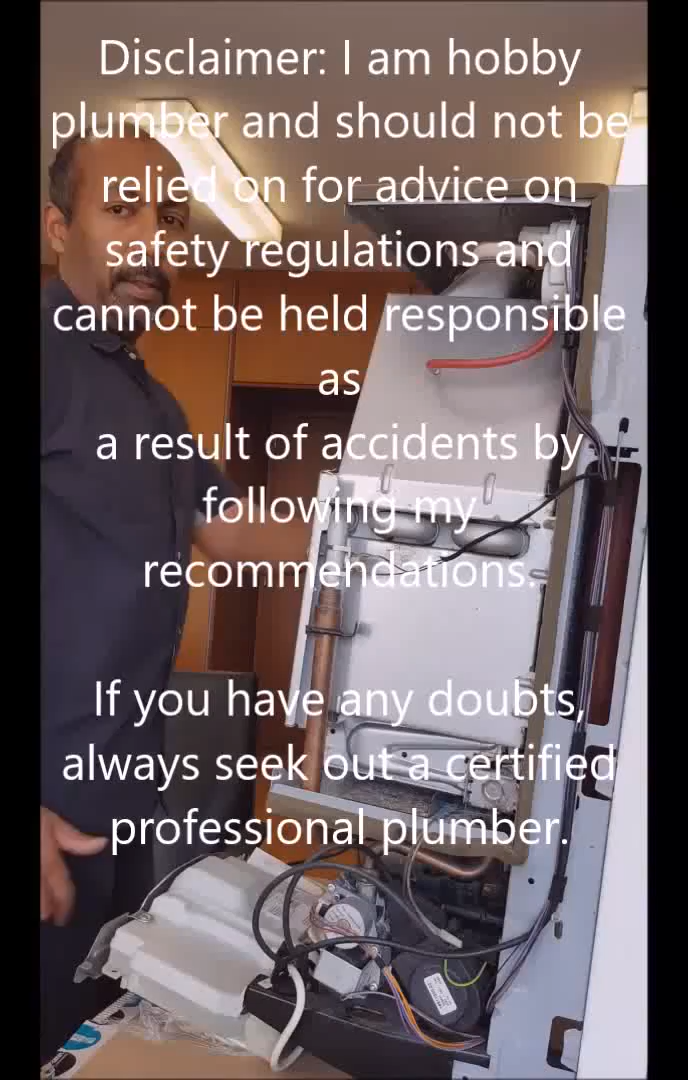 Disclaimer: I am hobby
plumber and should not be
relied on for advice on
safety regulations and
cannot be held responsible
as
a result of accidents by
following my
recommendations.
If you have any doubts,
always seek out a certified
professional plumber.